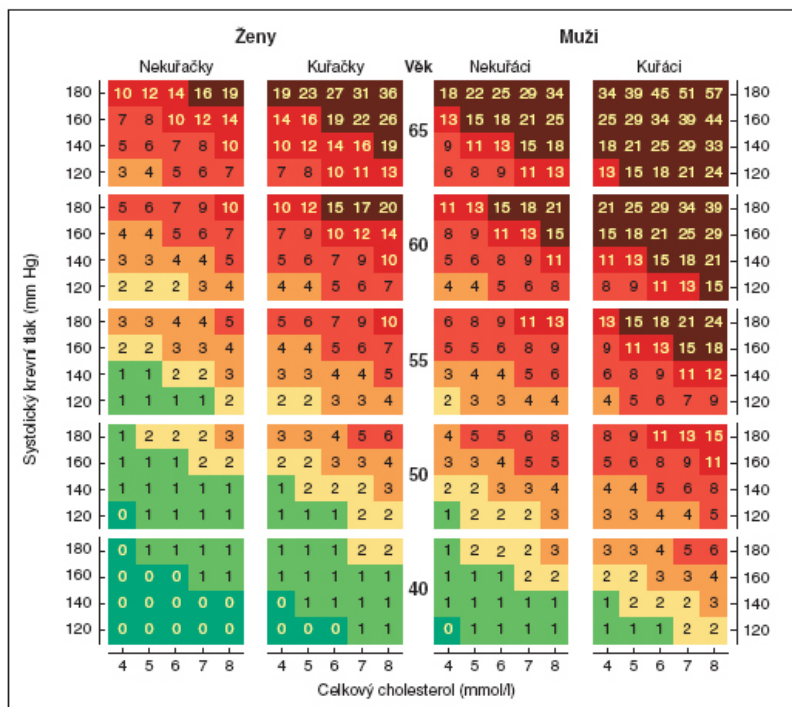 Ženy Muži
Nekuřačky Kuřačky Věk Nekuřáci Kuřáci
Systolický krevní tlak (mm Hg)
180 10 12 14 16 19 19 23 27 31 36 18 22 25 29 34 34 39 45 51 57 180
160 7 8 10 12 14 14 16 19 22 26 13 15 18 21 25 25 29 34 39 44 160
65
140 5 6 7 8 10 10 12 14 16 19 9 11 13 15 18 18 21 25 29 33 140
120 3 4 5 6 7 7 8 10 11 13 6 8 9 11 13 13 15 18 21 24 120
180 5 6 7 9 10 10 12 15 17 20 11 13 15 18 21 21 25 29 34 39 180
160 4 4 5 6 7 7 9 10 12 14 8 9 11 13 15 15 18 21 25 29 160
60
140 3 3 4 4 5 5 6 7 9 10 5 6 8 9 11 11 13 15 18 21 140
120 2 2 2 3 4 4 4 5 6 7 4 4 5 6 8 8 9 11 13 15 120
180 3 3 4 4 5 5 6 7 9 10 6 8 9 11 13 13 15 18 21 24 180
160 2 2 3 3 4 4 4 5 6 7 5 5 6 8 9 9 11 13 15 18 160
55
140 1 1 2 2 3 3 3 4 4 5 3 4 4 5 6 6 8 9 11 12 140
120 1 1 1 1 2 2 2 3 3 4 2 3 3 4 4 4 5 6 7 9 120
180 1 2 2 2 3 3 3 4 5 6 4 5 5 6 8 8 9 11 13 15 180
160 1 1 1 2 2 2 2 3 3 4 3 3 4 5 5 5 6 8 9 11 160
50
140 1 1 1 1 1 1 2 2 2 3 2 2 3 3 4 4 4 5 6 8 140
120 0 1 1 1 1 1 1 1 2 2 1 2 2 2 3 3 3 4 4 5 120
180 0 1 1 1 1 1 1 1 2 2 1 2 2 2 3 3 3 4 5 6 180
160 0 0 0 1 1 1 1 1 1 1 1 1 1 2 2 2 2 3 3 4 160
40
140 0 0 0 0 0 0 1 1 1 1 1 1 1 1 1 1 2 2 2 3 140
120 0 0 0 0 0 0 0 0 1 1 0 1 1 1 1 1 1 1 2 2 120
4 5 6 7 8 4 5 6 7 8 4 5 6 7 8 4 5 6 7 8
Celkový cholesterol (mmol/l)